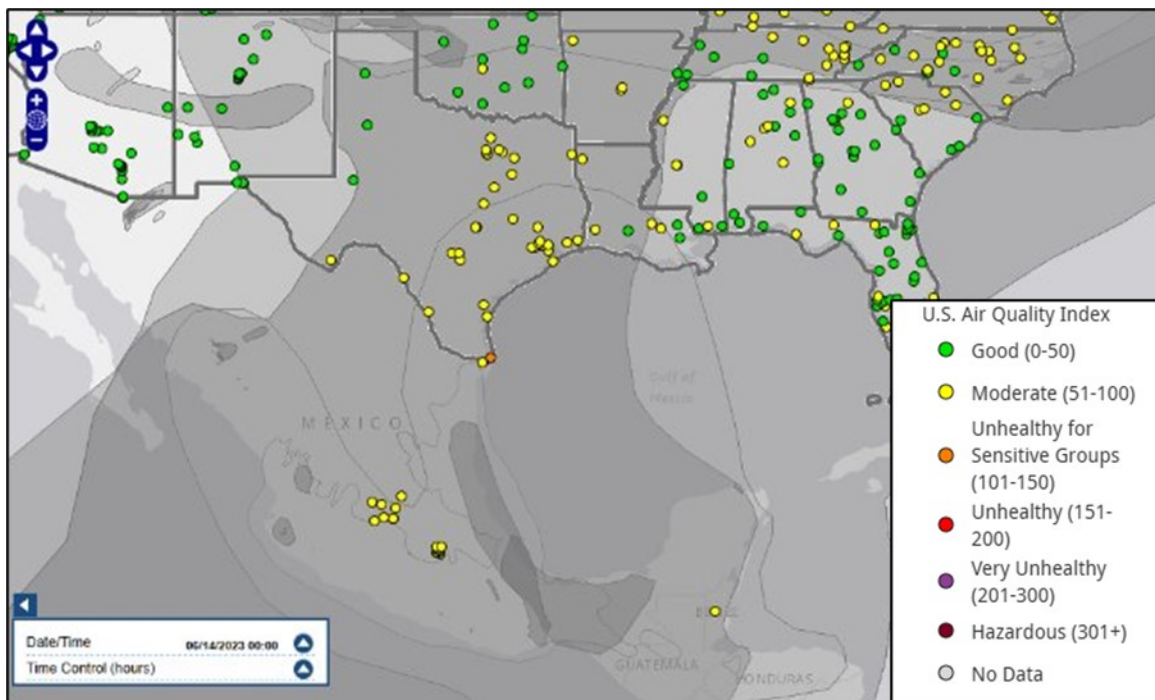 Gulf of
Mexico
MÉXICO
U.S. Air Quality Index
Good (0-50)
Moderate (51-100)
Unhealthy for
Sensitive Groups
(101-150)
Unhealthy (151-
200)
Very Unhealthy
(201-300)
Hazardous (301+)
No Data
GUATEMALA
HONDURAS
Date/Time 06/14/2023 00:00
Time Control (hours)